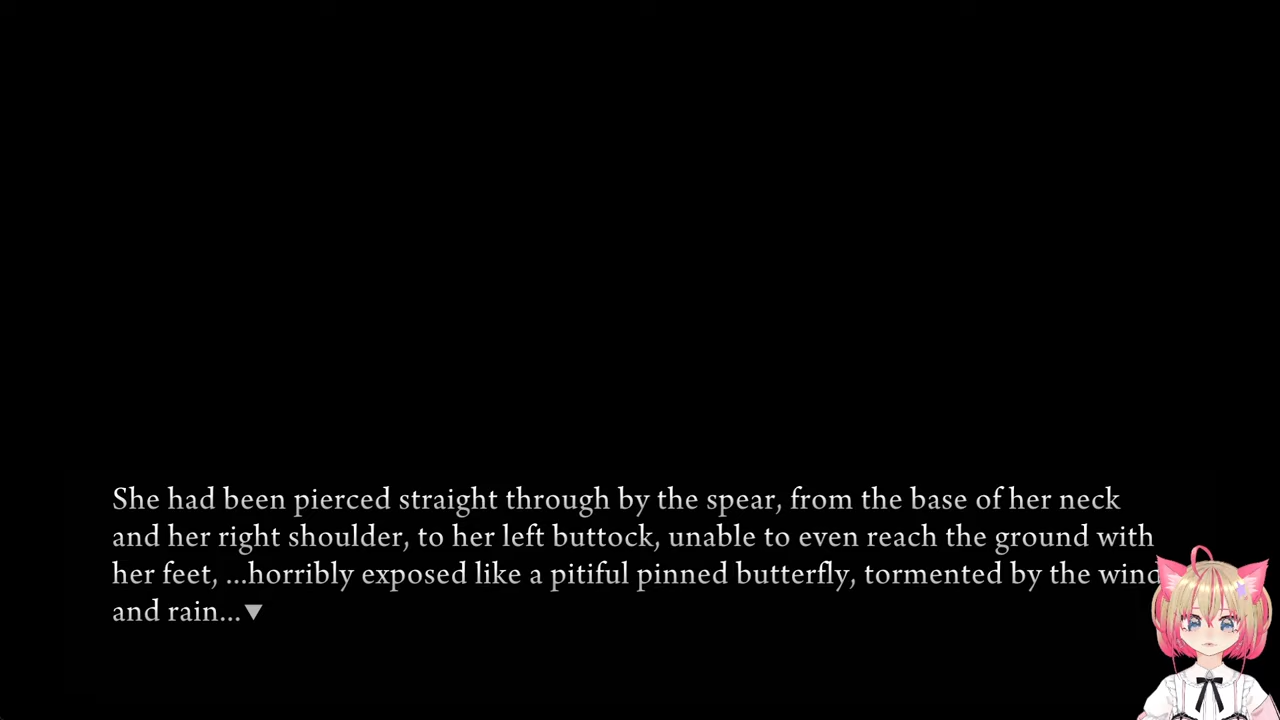 She had been pierced straight through by the spear, from the base of her neck
and her right shoulder, to her left buttock, unable to even reach the ground with
her feet, ...horribly exposed like a pitiful pinned butterfly, tormented by the wind
and rain...▼